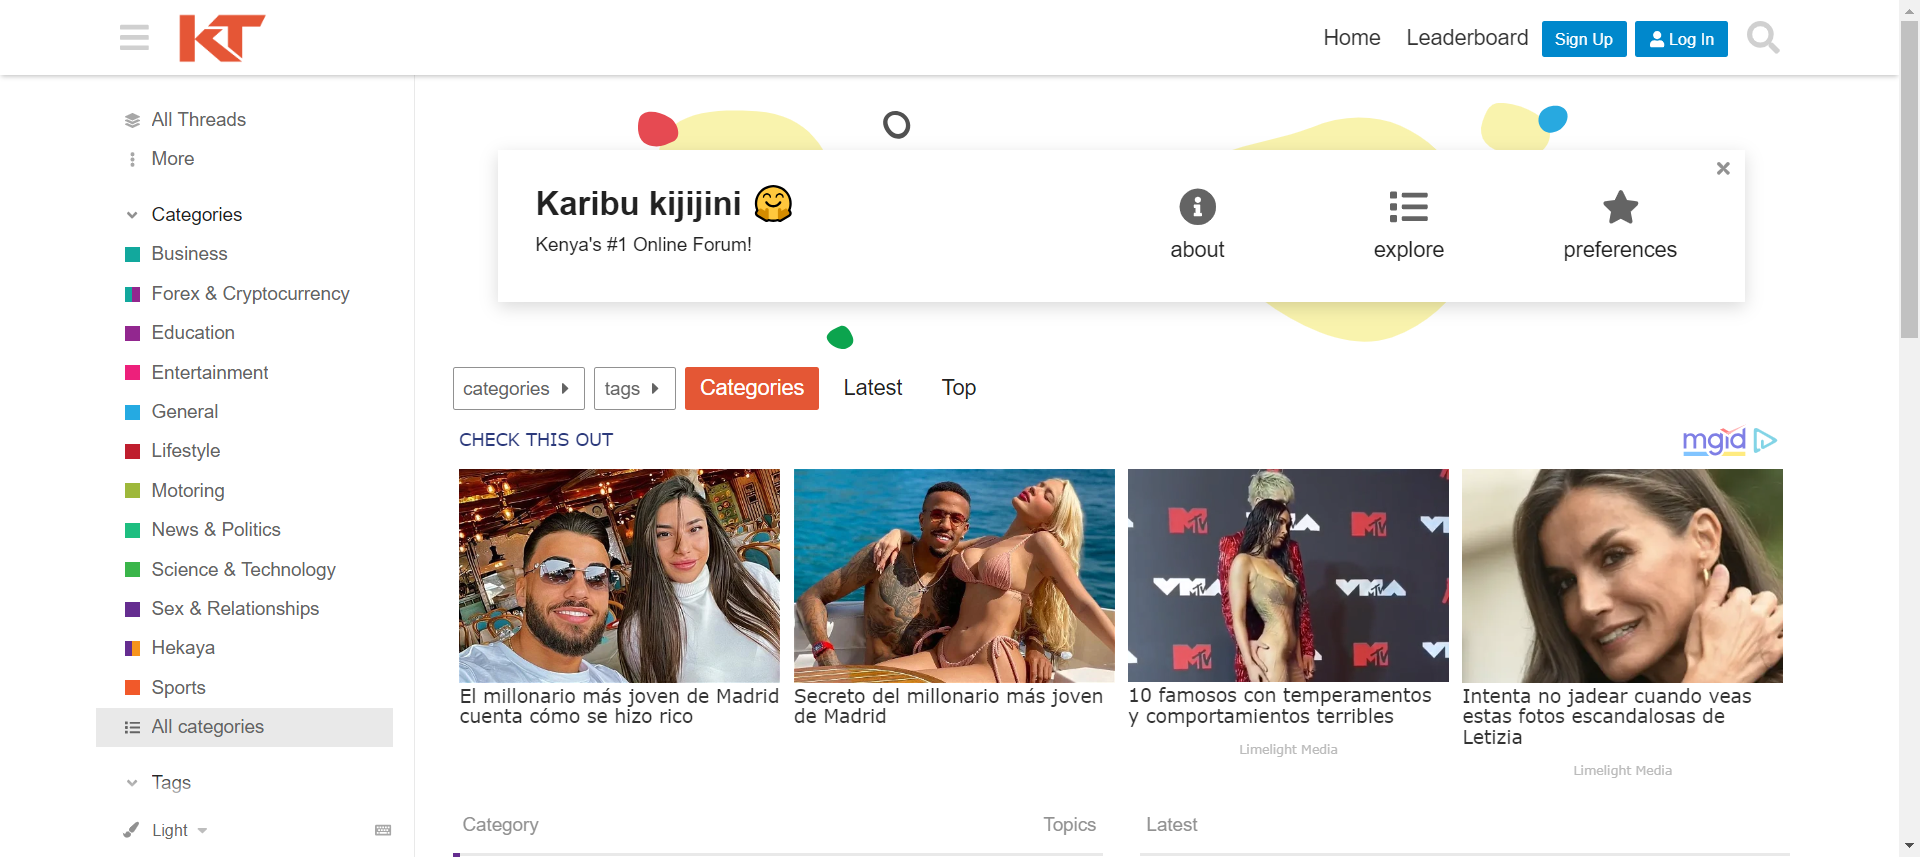 KT
Home
Leaderboard
Sign Up
Log In
All Threads
More
Categories
Business
Forex & Cryptocurrency
Education
Entertainment
General
Lifestyle
Motoring
News & Politics
Science & Technology
Sex & Relationships
Hekaya
Sports
All categories
Tags
Light
Karibu kijijini
Kenya's #1 Online Forum!
about
explore
preferences
categories
tags
Categories
Latest
Top
CHECK THIS OUT
mgid
El millonario más joven de Madrid
cuenta cómo se hizo rico
Secreto del millonario más joven
de Madrid
10 famosos con temperamentos
y comportamientos terribles
Limelight Media
Intenta no jadear cuando veas
estas fotos escandalosas de
Letizia
Limelight Media
Category
Topics
Latest